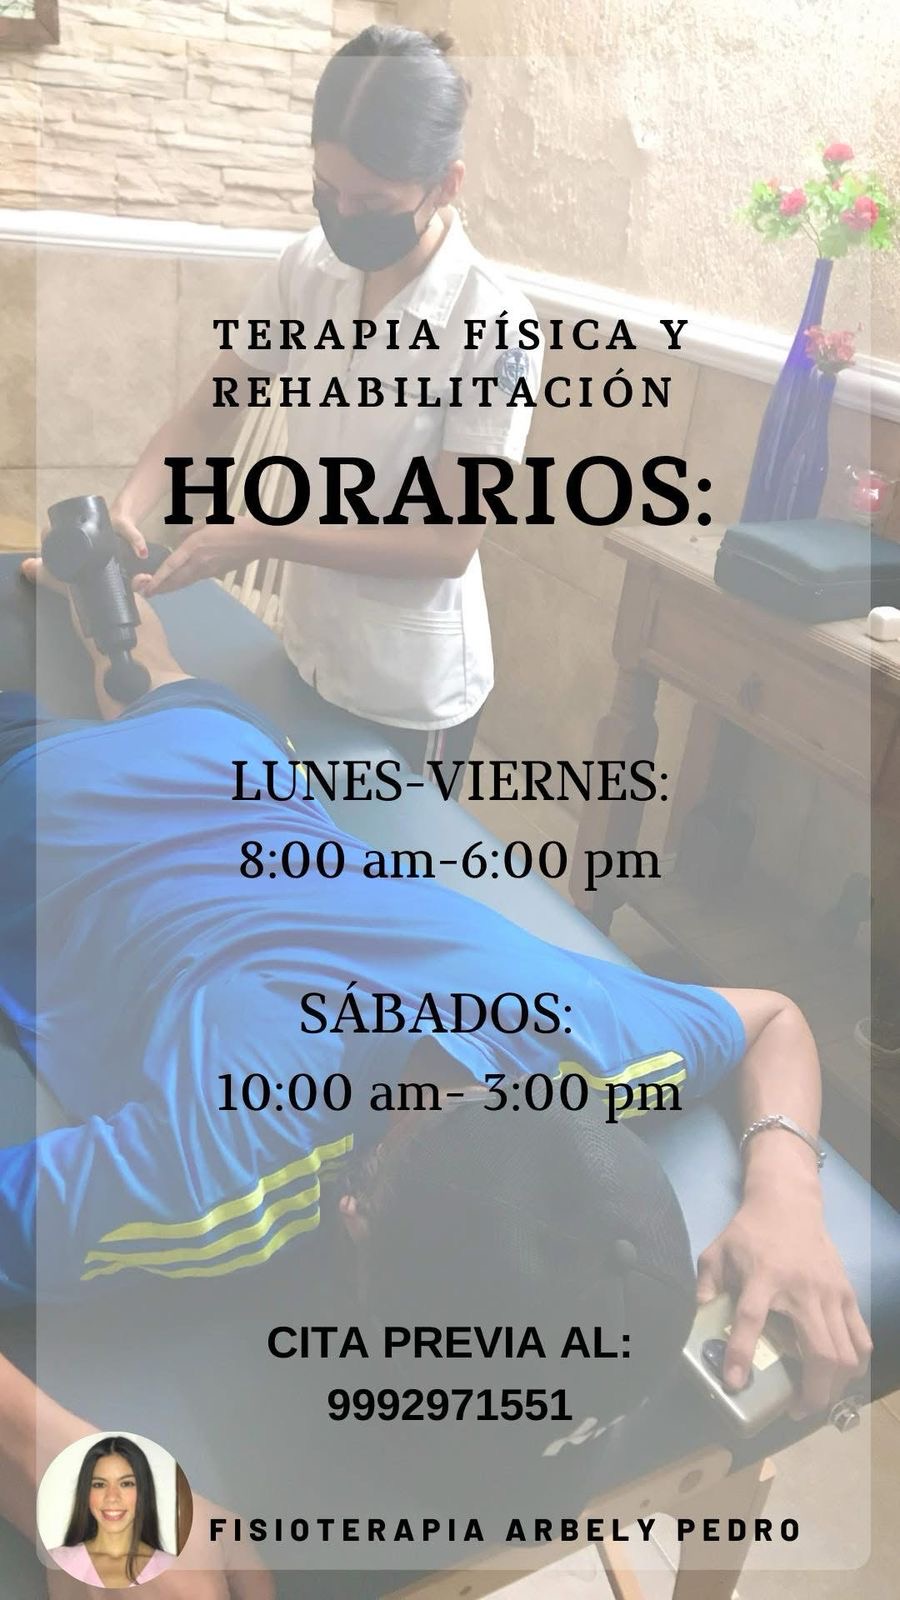 TERAPIA FÍSICA Y
REHABILITACIÓN
HORARIOS:
LUNES-VIERNES:
8:00 am-6:00 pm
SÁBADOS:
10:00 am- 3:00 pm
CITA PREVIA AL:
9992971551
FISIOTERAPIA ARBELY PEDRO